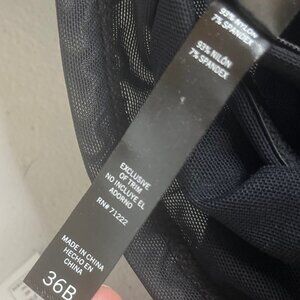 93% NYLON
7% SPANDEX
93% NILÓN
7% SPANDEX
EXCLUSIVE
OF TRIM
NO INCLUYE EL
ADORNO
RN# 71222
MADE IN CHINA
HECHO EN
CHINA
36B